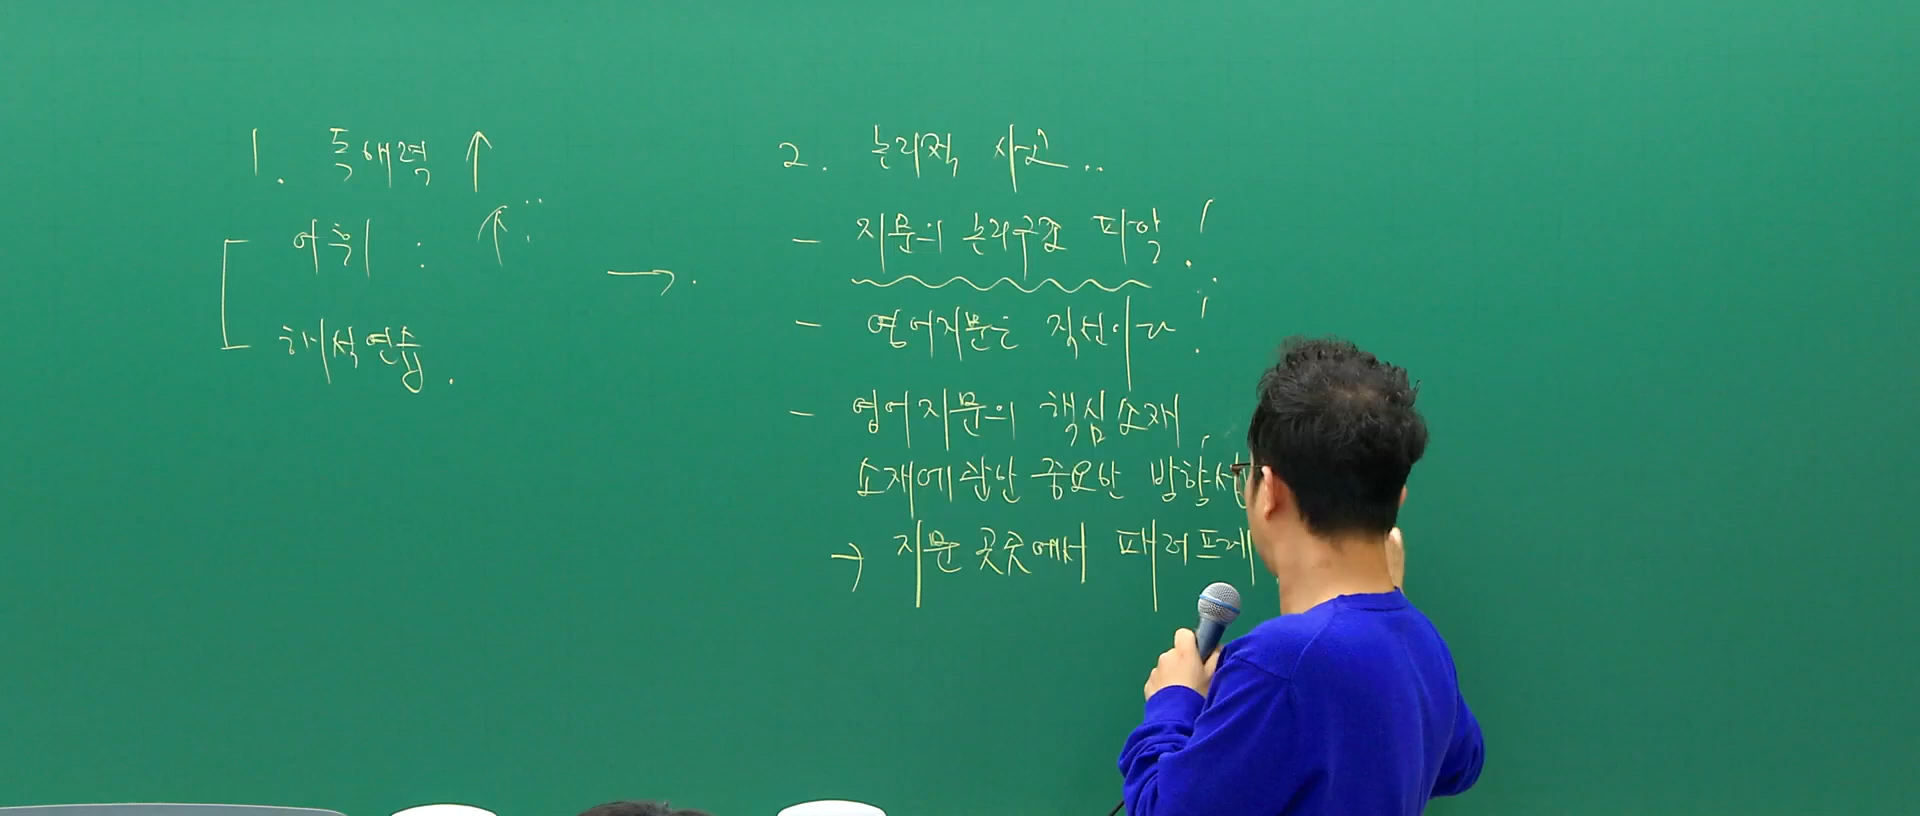 1. 독해력 ↑
어휘 : ↑
해석연습.
→.
2. 논리적 사고..
- 지문의 논리구조 파악!
- 영어지문은 직선이다!
- 영어지문의 핵심소재
소재에 관한 중요한 방향성
→ 지문 곳곳에서 패러프레